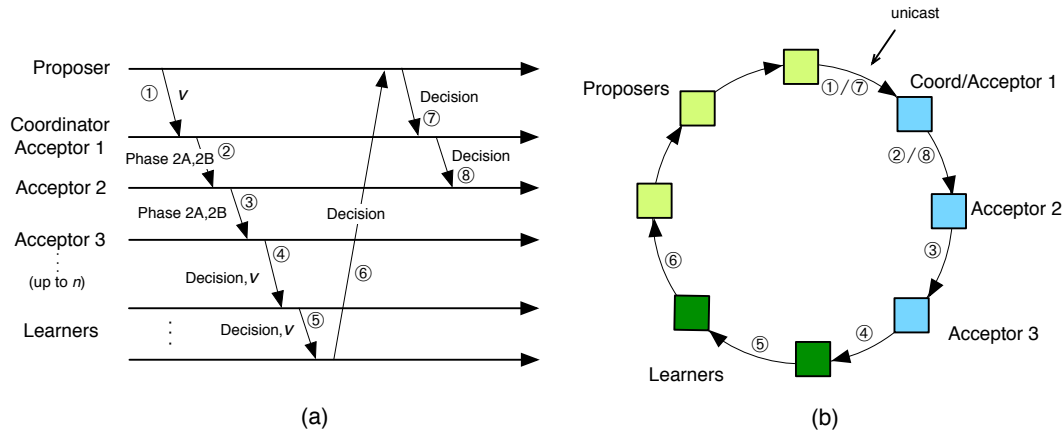 Proposer
① v
Decision
⑦
Coordinator
Acceptor 1
Phase 2A,2B ②
Decision
⑧
Acceptor 2
Phase 2A,2B ③
Decision
Acceptor 3
(up to n)
④
Decision,v
⑥
Learners
Decision,v ⑤
(a)
unicast
Proposers
①/⑦
Coord/Acceptor 1
②/⑧
Acceptor 2
③
⑥
④
Acceptor 3
⑤
Learners
(b)